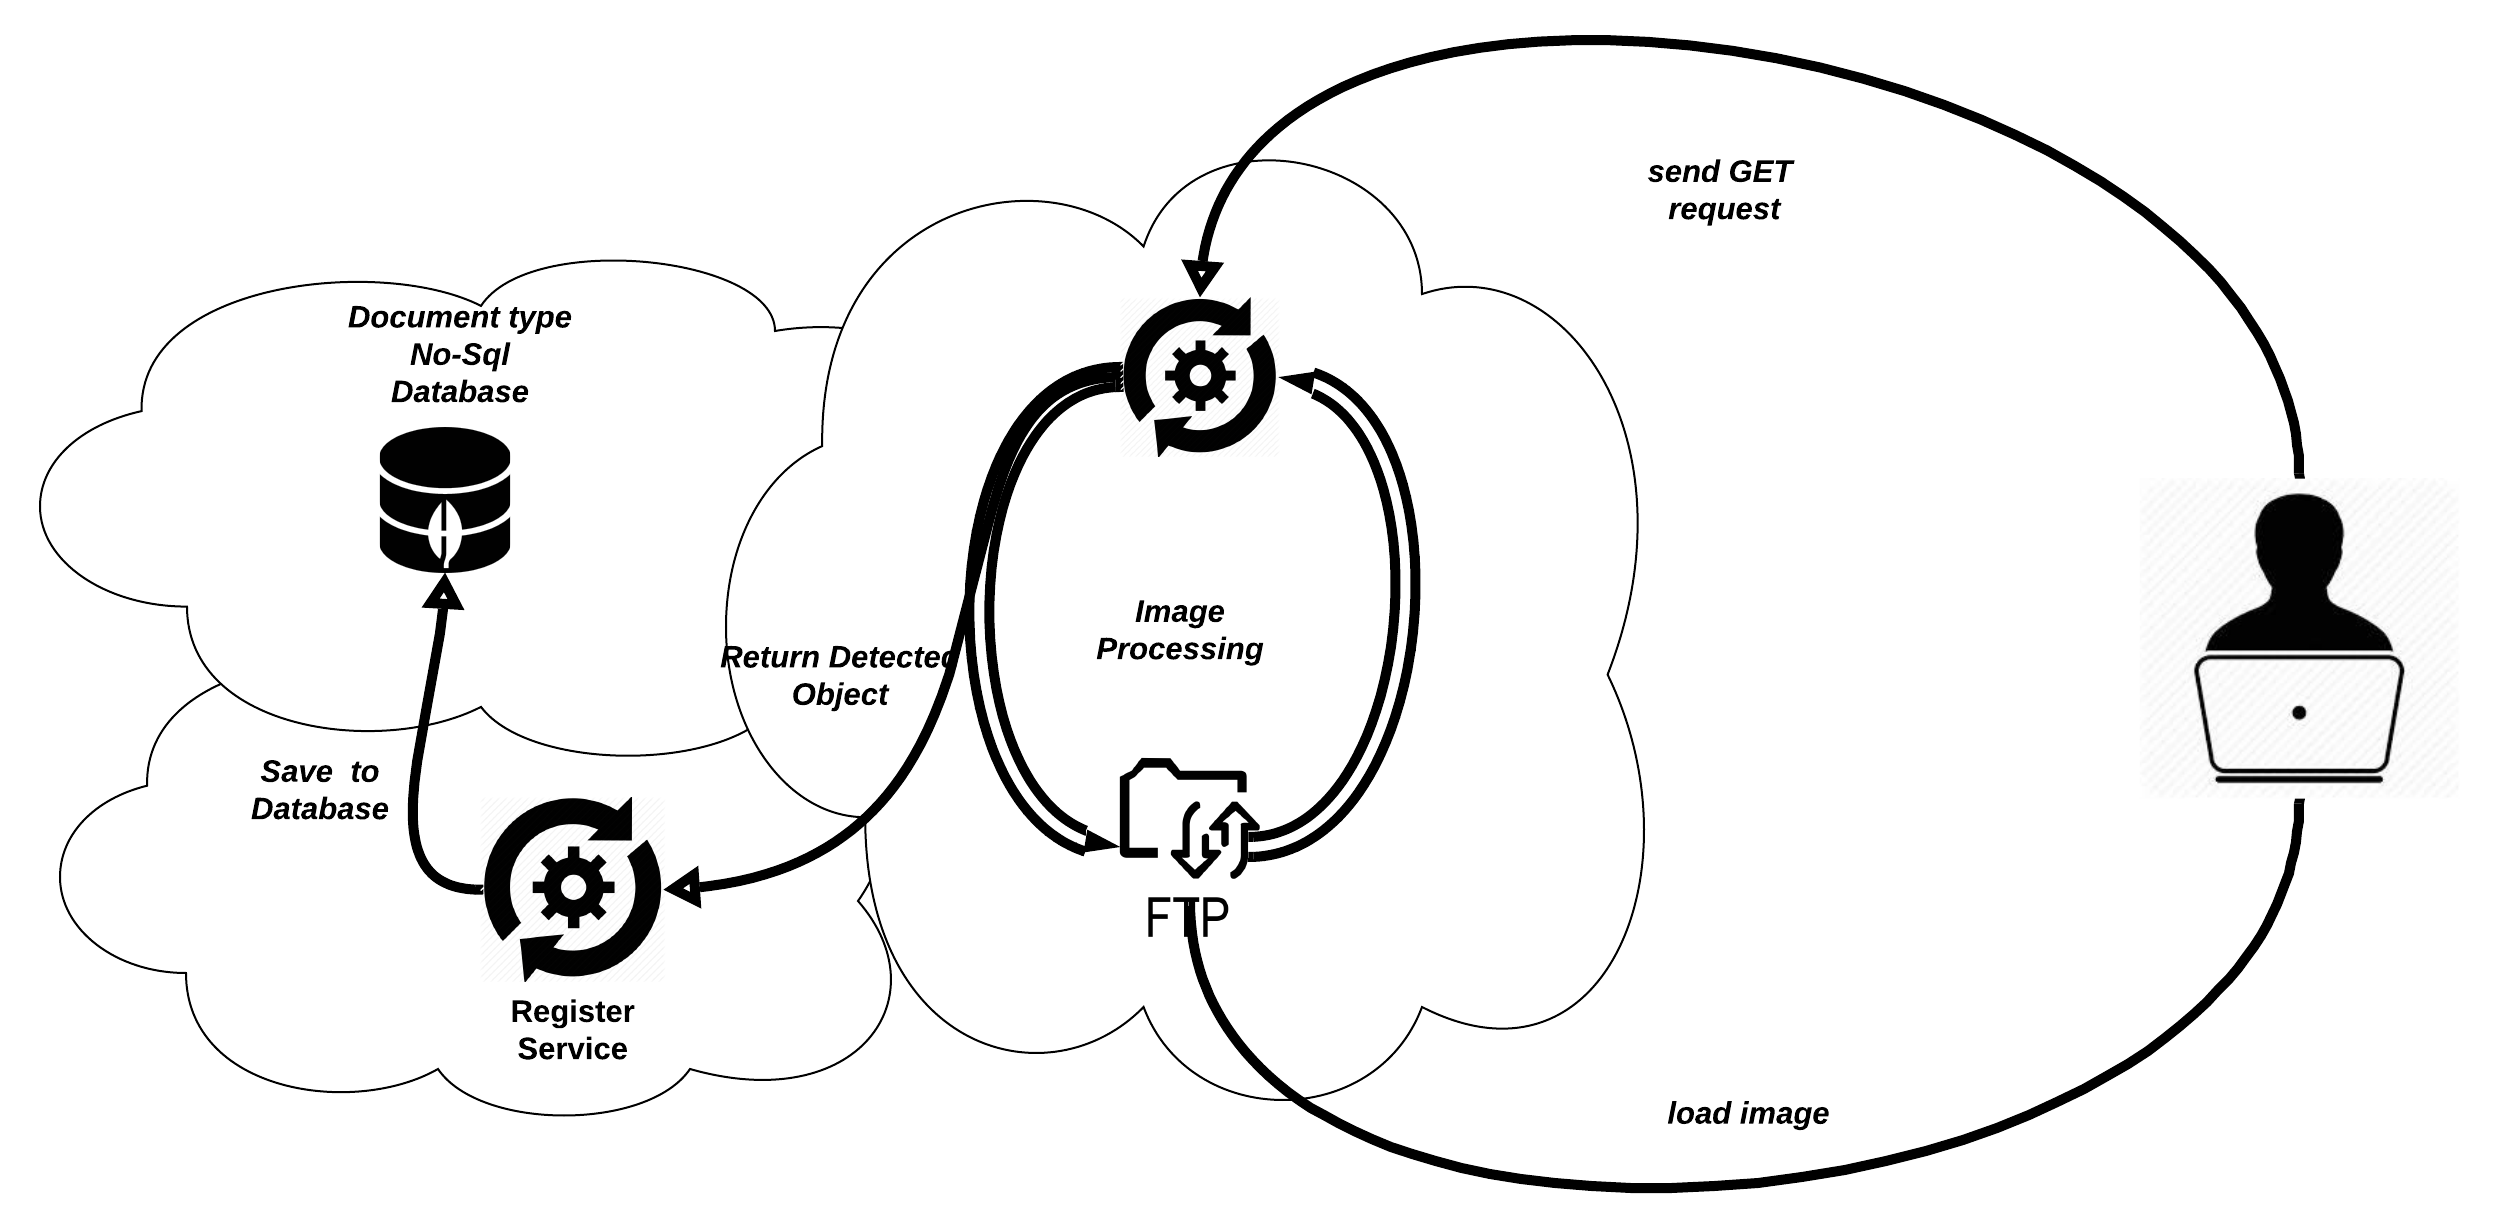 send GET
request
Document type
No-Sql
Database
Image
Processing
Return Detected
Object
Save  to
Database
FTP
Register
Service
load image